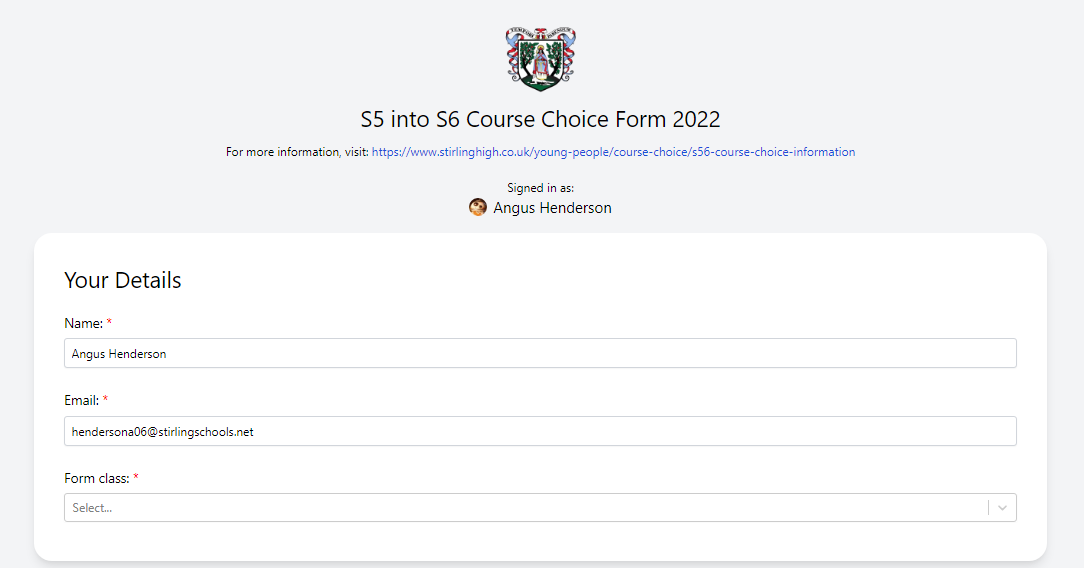 S5 into S6 Course Choice Form 2022
For more information, visit: https://www.stirlinghigh.co.uk/young-people/course-choice/s56-course-choice-information
Signed in as:
Angus Henderson
Your Details
Name: *
Angus Henderson
Email: *
hendersona06@stirlingschools.net
Form class: *
Select...